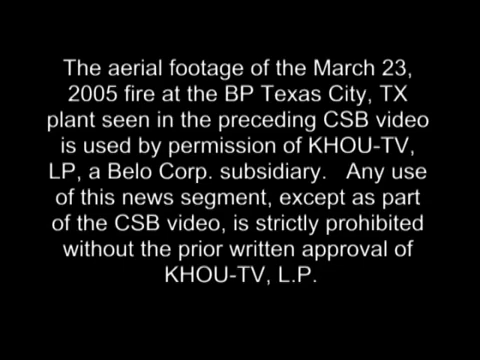 The aerial footage of the March 23,
2005 fire at the BP Texas City, TX
plant seen in the preceding CSB video
is used by permission of KHOU-TV,
LP, a Belo Corp. subsidiary.   Any use
of this news segment, except as part
of the CSB video, is strictly prohibited
without the prior written approval of
KHOU-TV, L.P.